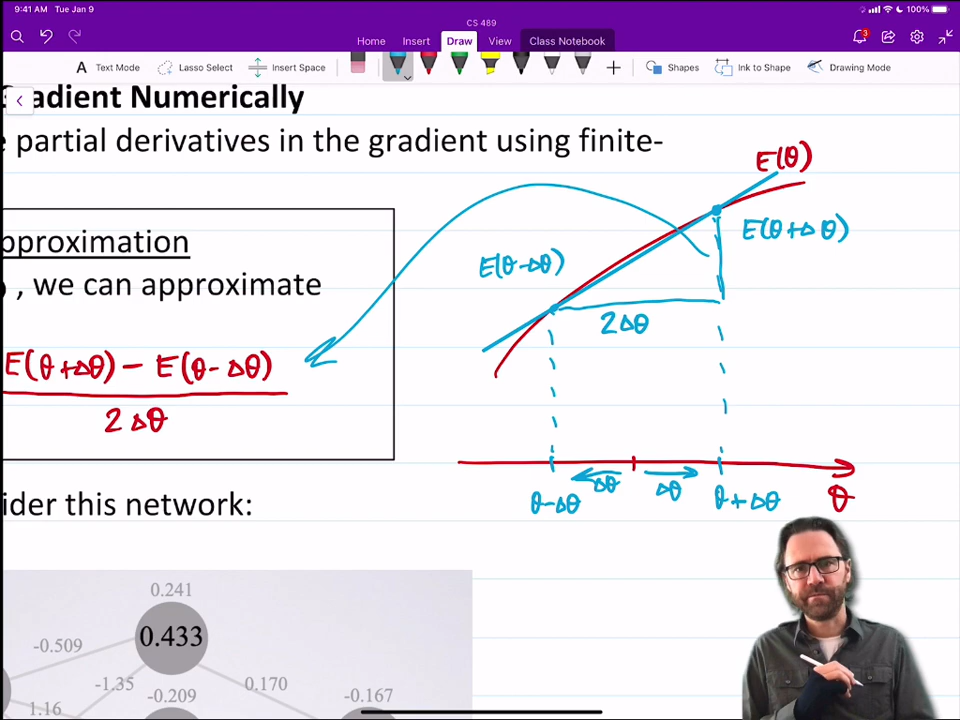 9:41 AM Tue Jan 9
100%
CS 489
Home Insert Draw View Class Notebook
3
Text Mode Lasso Select Insert Space Shapes Ink to Shape Drawing Mode
adient Numerically
partial derivatives in the gradient using finite-
E(θ)
pproximation
E(θ+Δθ)
E(θ-Δθ)
, we can approximate
2Δθ
E(θ+Δθ) - E(θ-Δθ)
2Δθ
Δθ Δθ
θ-Δθ θ+Δθ θ
ider this network:
0.241
0.433
-0.509
-1.35 0.170
-0.209 -0.167
1.16